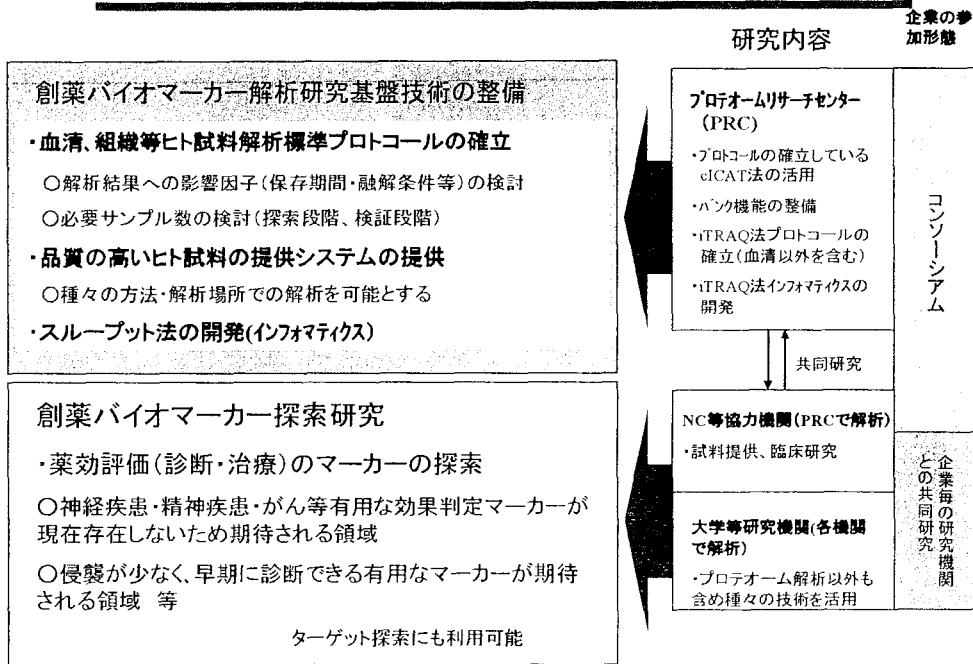 研究内容
企業の参
加形態
創薬バイオマーカー解析研究基盤技術の整備
・血清、組織等ヒト試料解析標準プロトコールの確立
○解析結果への影響因子(保存期間・融解条件等)の検討
○必要サンプル数の検討(探索段階、検証段階)
・品質の高いヒト試料の提供システムの提供
○種々の方法・解析場所での解析を可能とする
・スループット法の開発(インフォマティクス)
プロテオームリサーチセンター
(PRC)
・プロトコールの確立している
cICAT法の活用
・バンク機能の整備
・iTRAQ法プロトコールの
確立(血清以外を含む)
・iTRAQ法インフォマティクスの
開発
コンソーシアム
共同研究
創薬バイオマーカー探索研究
・薬効評価(診断・治療)のマーカーの探索
○神経疾患・精神疾患・がん等有用な効果判定マーカーが
現在存在しないため期待される領域
○侵襲が少なく、早期に診断できる有用なマーカーが期待
される領域 等
ターゲット探索にも利用可能
NC等協力機関(PRCで解析)
・試料提供、臨床研究
大学等研究機関(各機関
で解析)
・プロテオーム解析以外も
含め種々の技術を活用
企業毎の研究機関
との共同研究